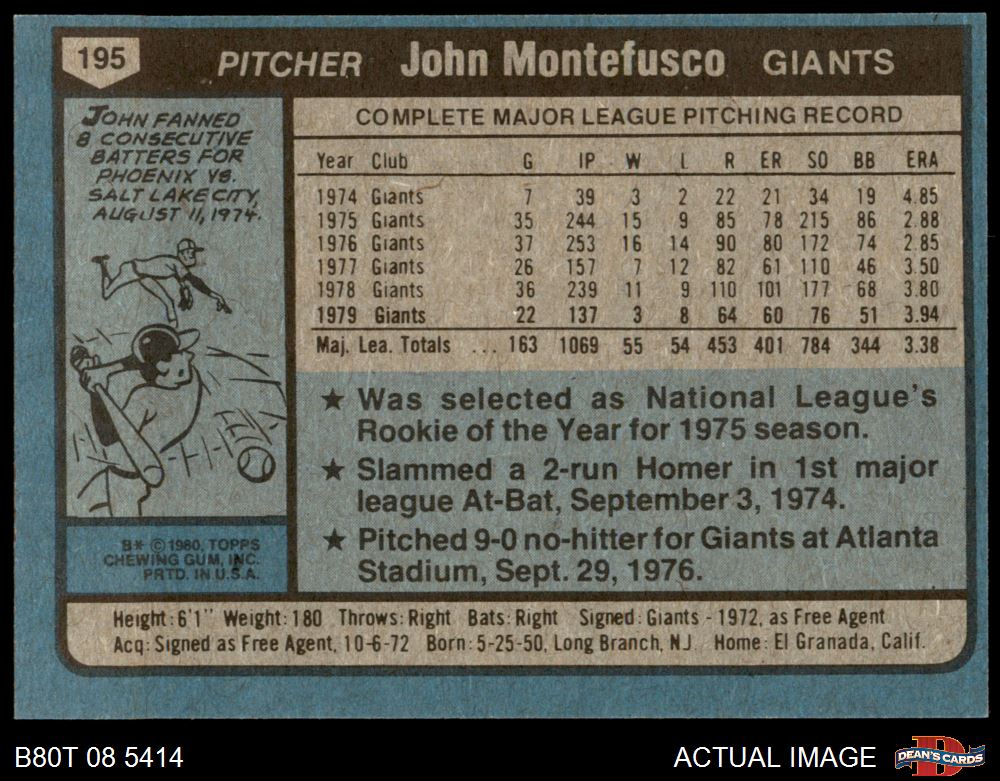 195 PITCHER John Montefusco GIANTS
JOHN FANNED
8 CONSECUTIVE
BATTERS FOR
PHOENIX VS.
SALT LAKE CITY,
AUGUST 11, 1974.
COMPLETE MAJOR LEAGUE PITCHING RECORD
Year Club G IP W L R ER SO BB ERA
1974 Giants 7 39 3 2 22 21 34 19 4.85
1975 Giants 35 244 15 9 85 78 215 86 2.88
1976 Giants 37 253 16 14 90 80 172 74 2.85
1977 Giants 26 157 7 12 82 61 110 46 3.50
1978 Giants 36 239 11 9 110 101 177 68 3.80
1979 Giants 22 137 3 8 64 60 76 51 3.94
Maj. Lea. Totals ... 163 1069 55 54 453 401 784 344 3.38
★ Was selected as National League's
Rookie of the Year for 1975 season.
★ Slammed a 2-run Homer in 1st major
league At-Bat, September 3, 1974.
★ Pitched 9-0 no-hitter for Giants at Atlanta
Stadium, Sept. 29, 1976.
B* © 1980, TOPPS
CHEWING GUM, INC.
PRTD. IN U.S.A.
Height: 6'1" Weight: 180 Throws: Right Bats: Right Signed: Giants - 1972, as Free Agent
Acq: Signed as Free Agent, 10-6-72 Born: 5-25-50, Long Branch, NJ Home: El Granada, Calif.
B80T 08 5414
ACTUAL IMAGE
D
DEAN'S CARDS